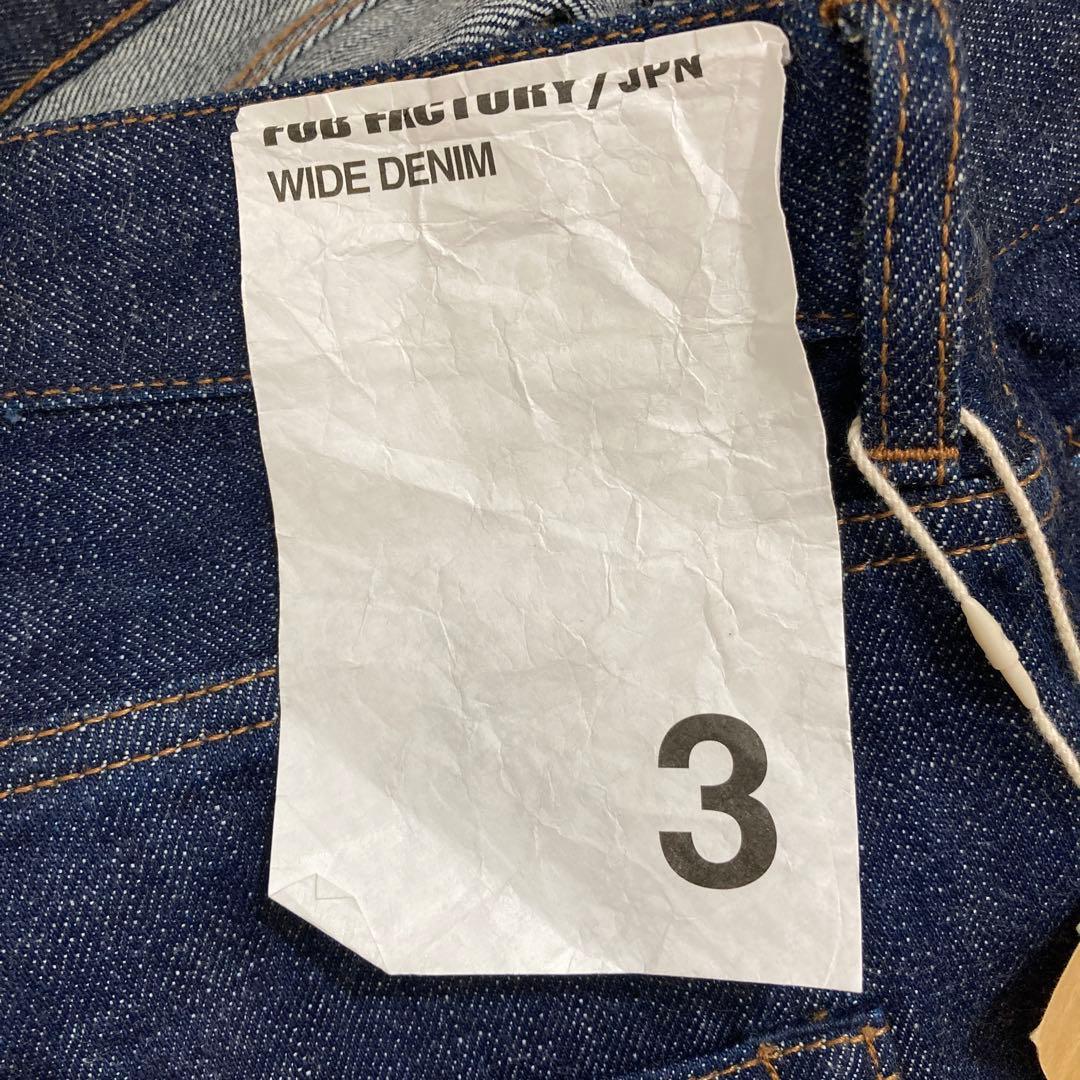 FOB FACTORY/JPN
WIDE DENIM
3